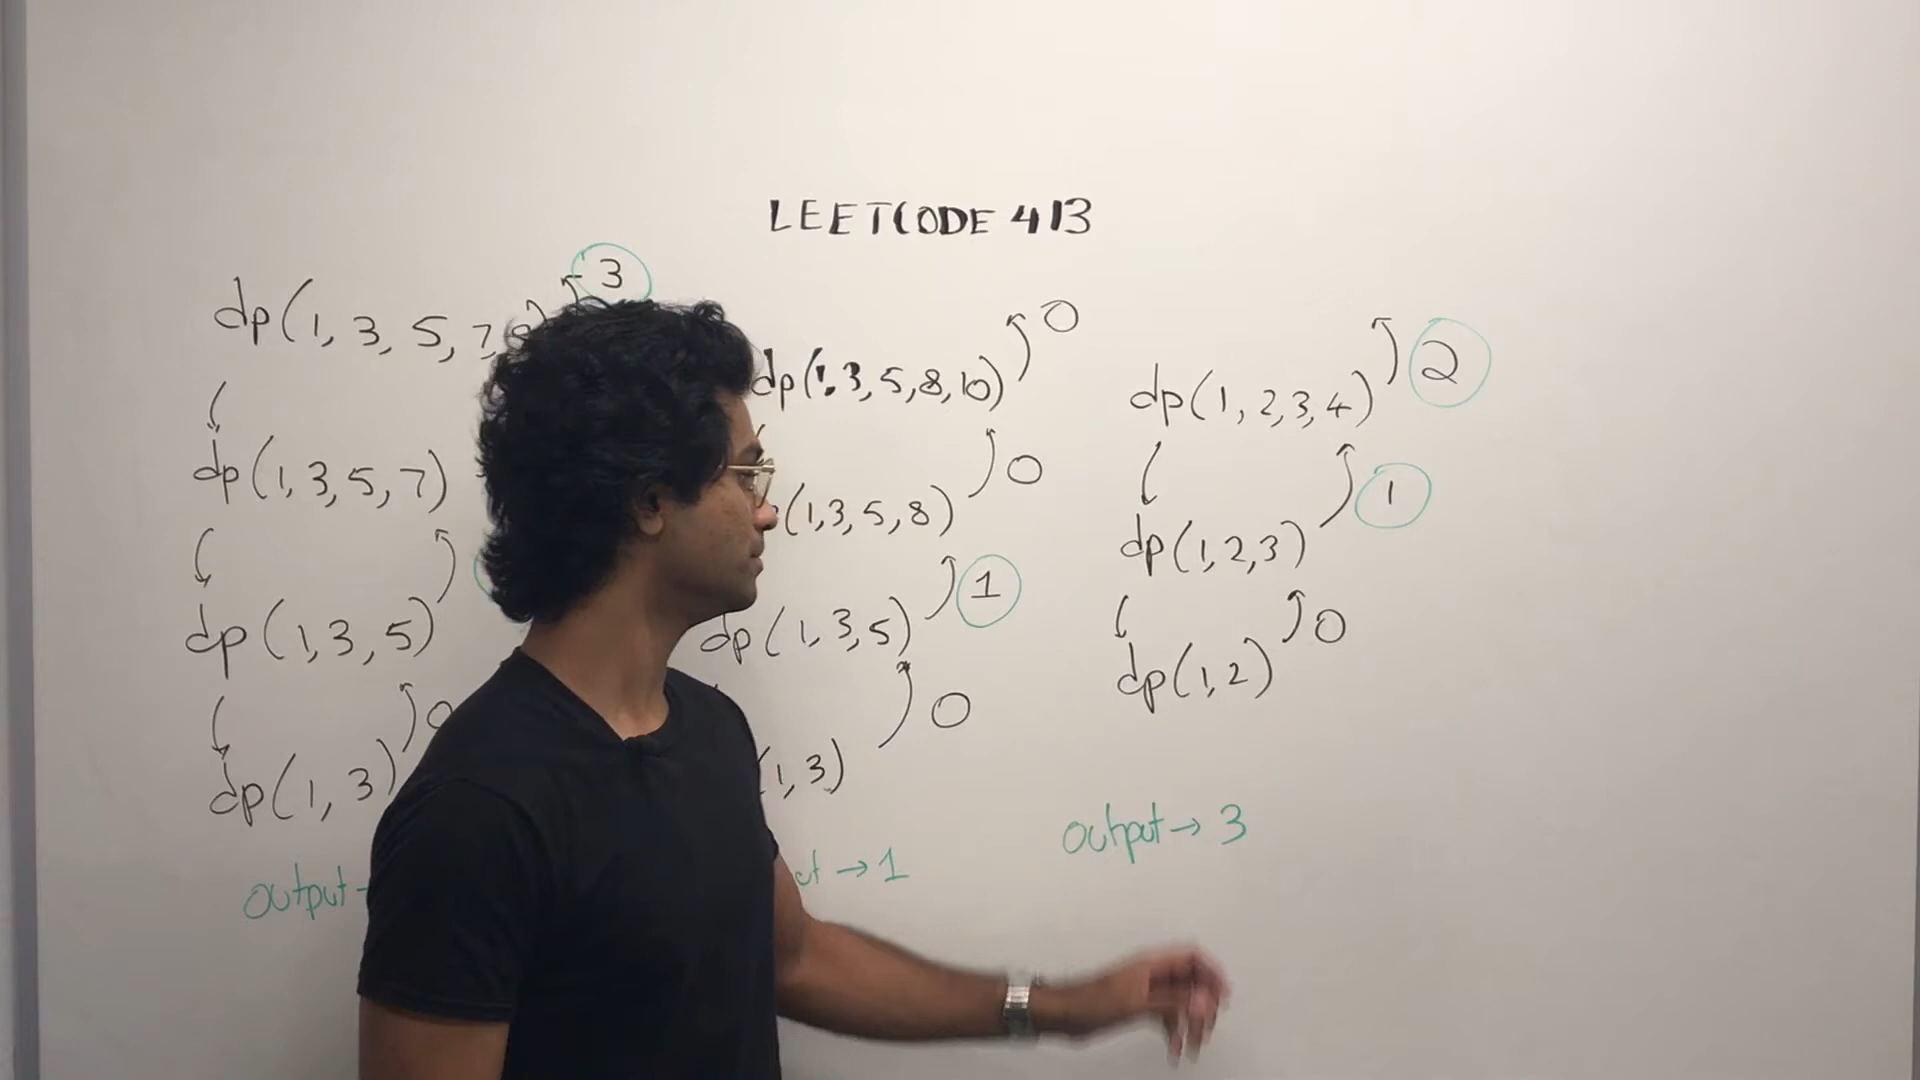 LEETCODE 413
3
dp(1, 3, 5, 7, 9)
dp(1, 3, 5, 7)
dp(1, 3, 5)
0
dp(1, 3)
output
0
dp(1, 3, 5, 8, 10)
0
(1, 3, 5, 8)
1
dp(1, 3, 5)
0
(1, 3)
ut → 1
2
dp(1, 2, 3, 4)
1
dp(1, 2, 3)
0
dp(1, 2)
output → 3